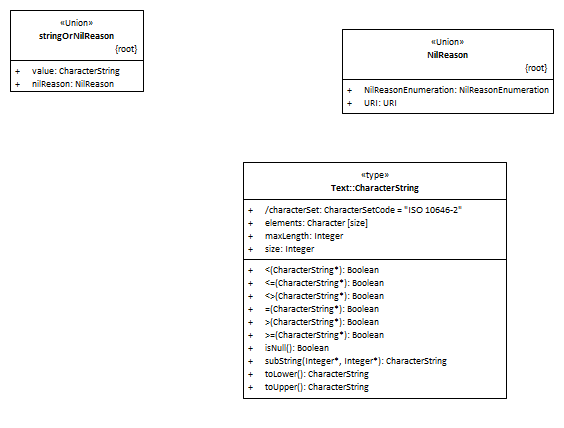 «Union»
stringOrNilReason
{root}
+ value: CharacterString
+ nilReason: NilReason
«Union»
NilReason
{root}
+ NilReasonEnumeration: NilReasonEnumeration
+ URI: URI
«type»
Text::CharacterString
+ /characterSet: CharacterSetCode = "ISO 10646-2"
+ elements: Character [size]
+ maxLength: Integer
+ size: Integer
+ <(CharacterString*): Boolean
+ <=(CharacterString*): Boolean
+ <>(CharacterString*): Boolean
+ =(CharacterString*): Boolean
+ >(CharacterString*): Boolean
+ >=(CharacterString*): Boolean
+ isNull(): Boolean
+ subString(Integer*, Integer*): CharacterString
+ toLower(): CharacterString
+ toUpper(): CharacterString